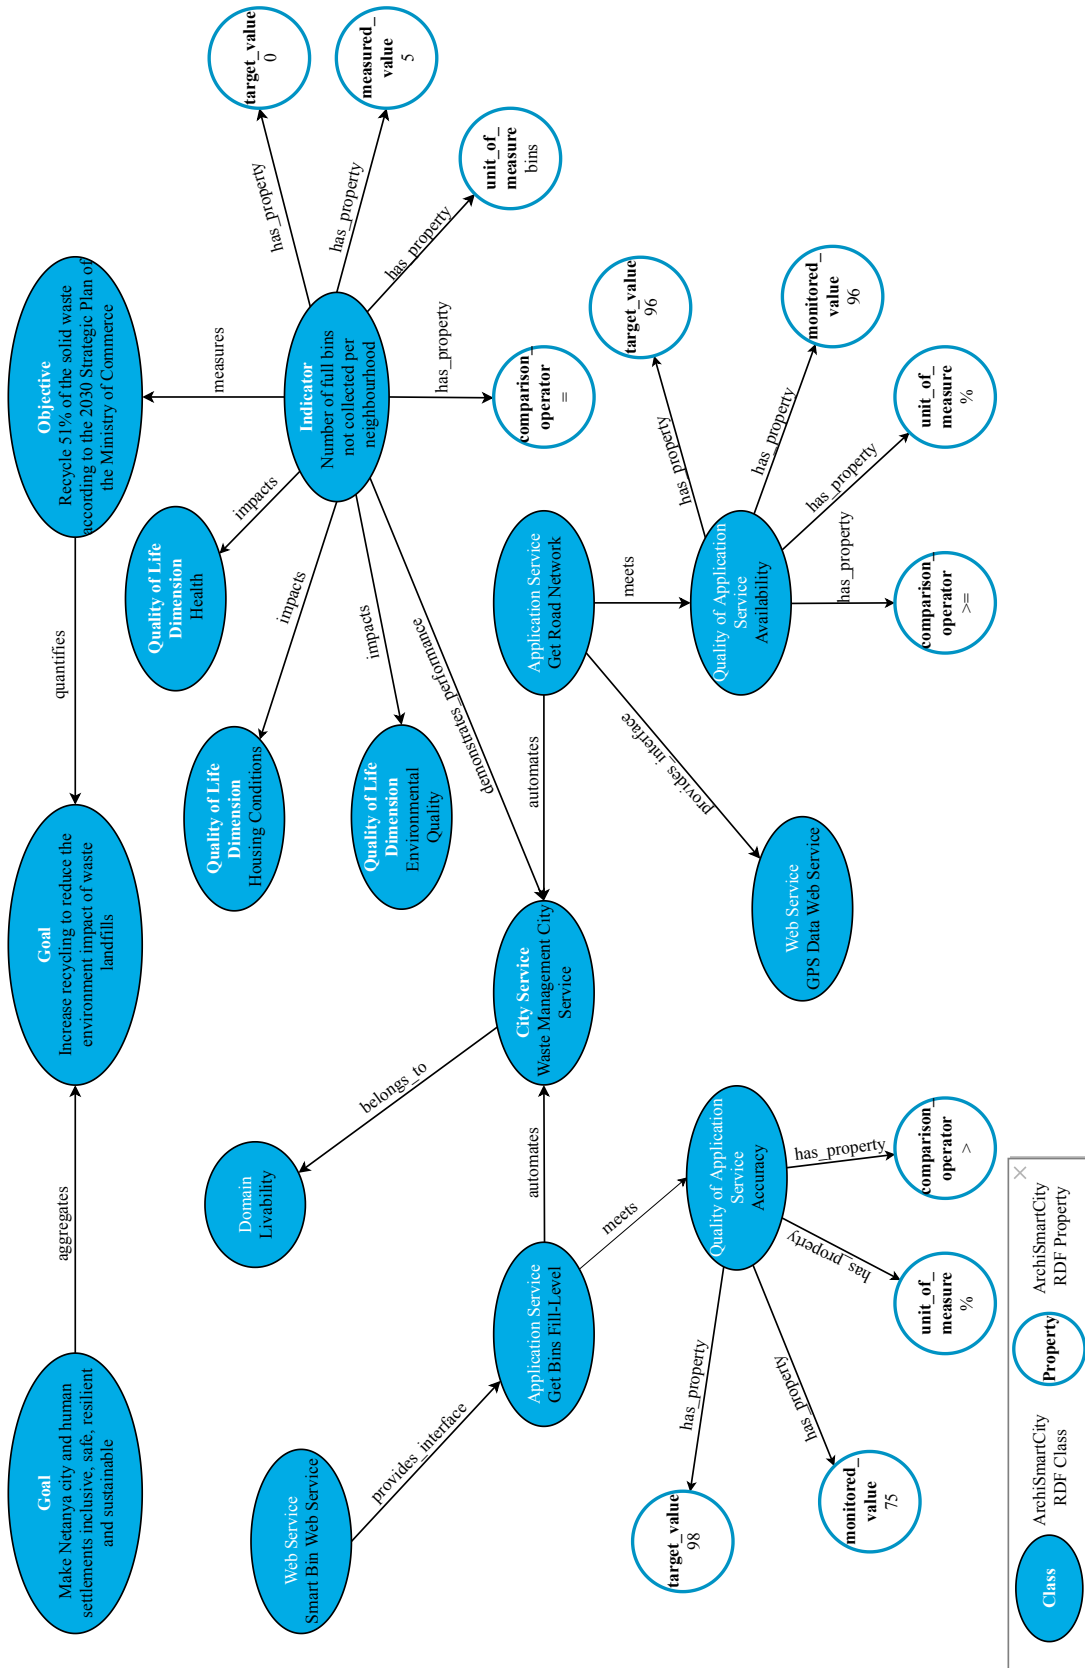 Goal
Make Netanya city and human
settlements inclusive, safe, resilient
and sustainable
aggregates
Goal
Increase recycling to reduce the
environment impact of waste
landfills
quantifies
Objective
Recycle 51% of the solid waste
according to the 2030 Strategic Plan of
the Ministry of Commerce
measures
Indicator
Number of full bins
not collected per
neighbourhood
has_property
target_value
0
has_property
measured_
value
5
has_property
unit_of_
measure
bins
has_property
comparison_
operator
=
impacts
Quality of Life
Dimension
Health
impacts
Quality of Life
Dimension
Housing Conditions
impacts
Quality of Life
Dimension
Environmental
Quality
demonstrates_performance
Domain
Livability
belongs_to
City Service
Waste Management City
Service
Web Service
Smart Bin Web Service
provides_interface
Application Service
Get Bins Fill-Level
automates
meets
automates
Application Service
Get Road Network
meets
provides_interface
Web Service
GPS Data Web Service
Quality of Application
Service
Accuracy
has_property
target_value
98
has_property
monitored_
value
75
has_property
unit_of_
measure
%
has_property
comparison_
operator
>
Quality of Application
Service
Availability
has_property
target_value
96
has_property
monitored_
value
96
has_property
unit_of_
measure
%
has_property
comparison_
operator
>=
Class
ArchiSmartCity
RDF Class
Property
ArchiSmartCity
RDF Property